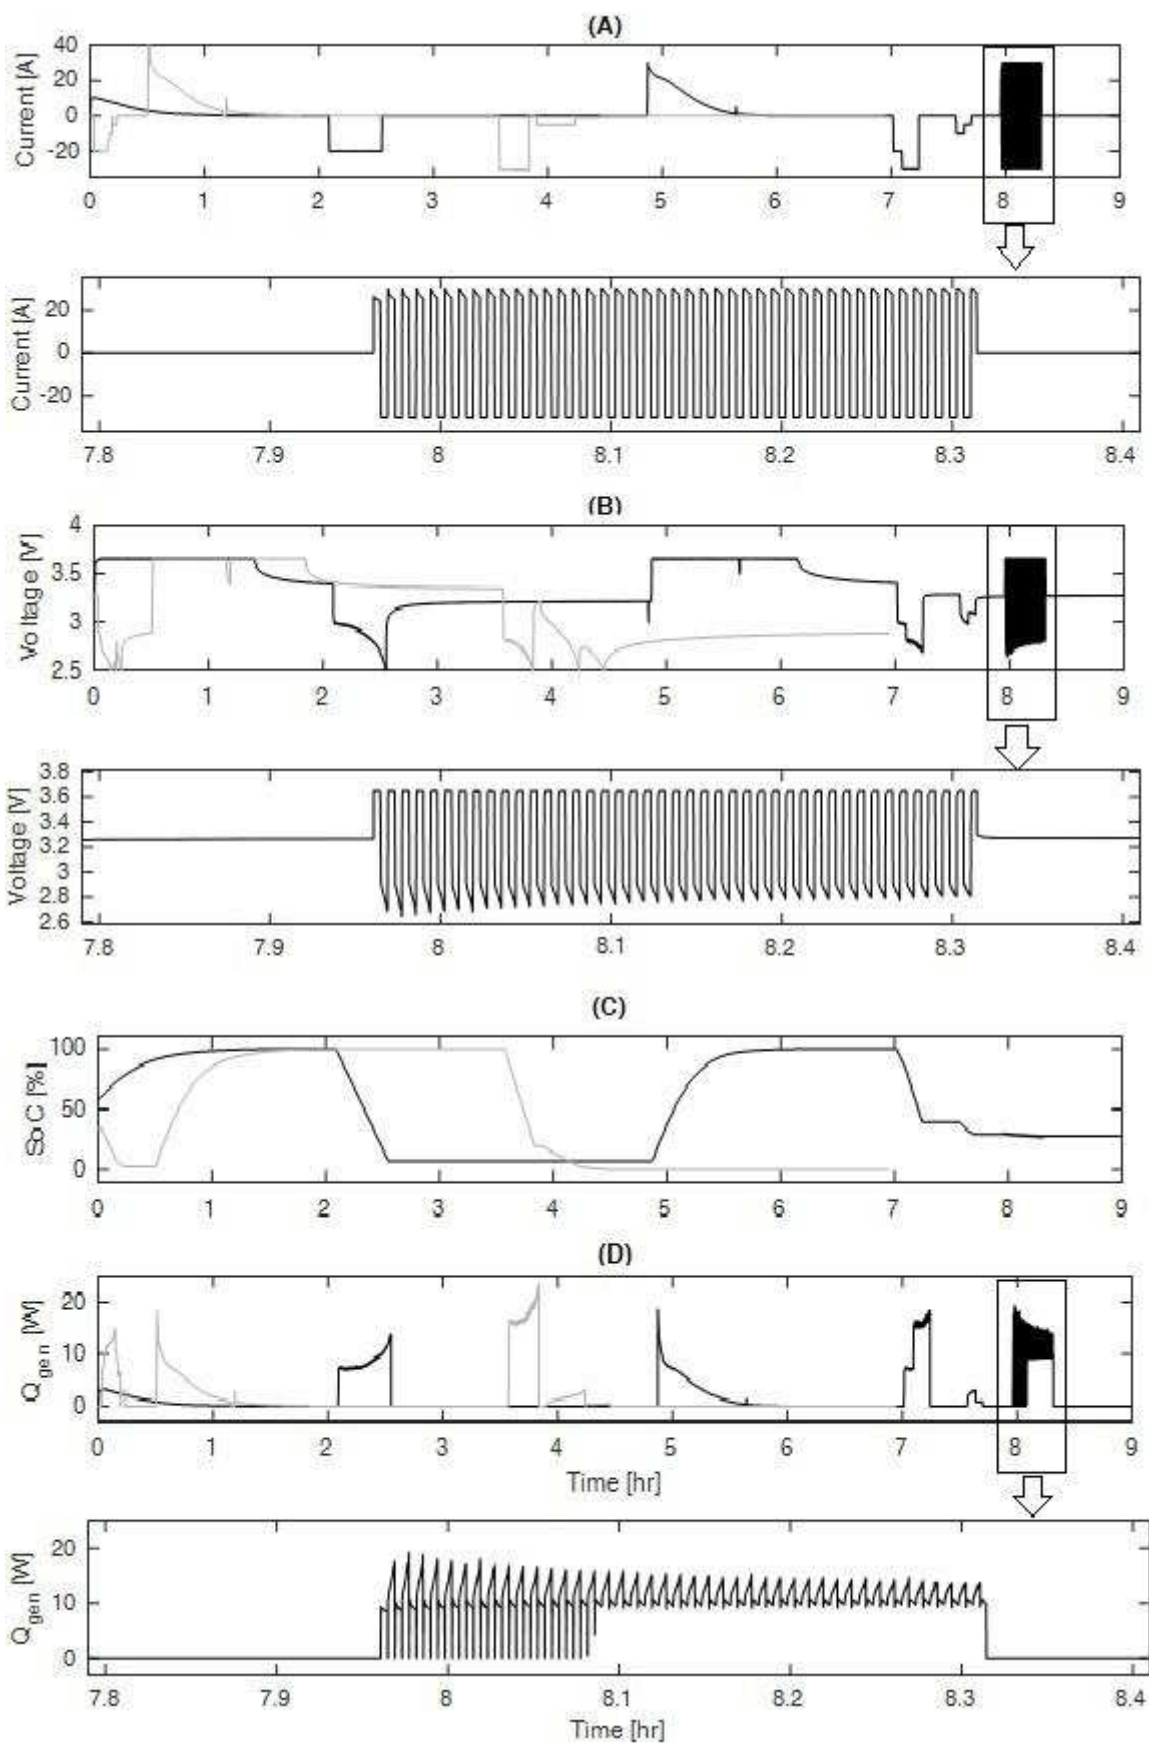 (A)
40
20
0
-20
Current [A]
0 1 2 3 4 5 6 7 8 9
20
0
-20
Current [A]
7.8 7.9 8 8.1 8.2 8.3 8.4
(B)
4
3.5
3
2.5
Voltage [V]
0 1 2 3 4 5 6 7 8 9
3.8
3.6
3.4
3.2
3
2.8
2.6
Voltage [V]
7.8 7.9 8 8.1 8.2 8.3 8.4
(C)
100
50
0
SoC [%]
0 1 2 3 4 5 6 7 8 9
(D)
20
10
0
Qgen [W]
0 1 2 3 4 5 6 7 8 9
Time [hr]
20
10
0
Qgen [W]
7.8 7.9 8 8.1 8.2 8.3 8.4
Time [hr]